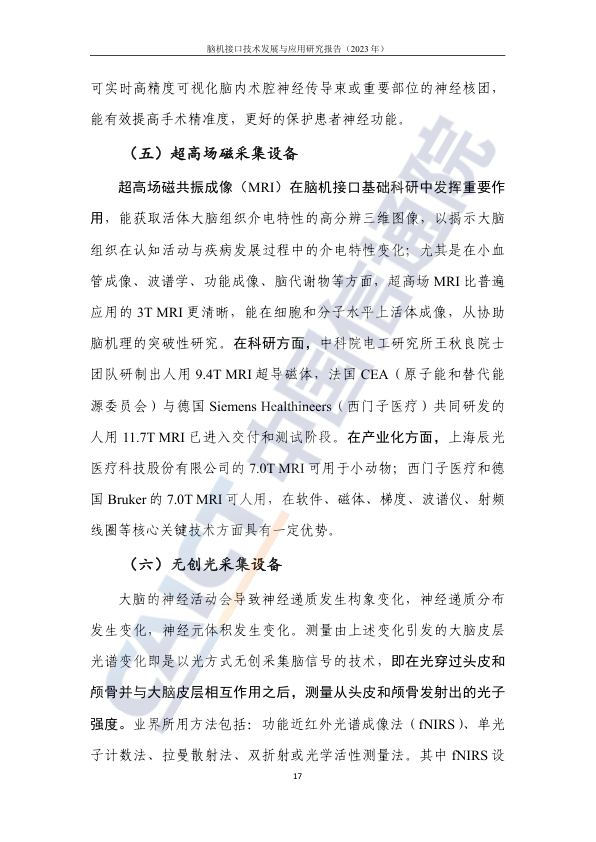 脑机接口技术发展与应用研究报告（2023 年）
可实时高精度可视化脑内术腔神经传导束或重要部位的神经核团，
能有效提高手术精准度，更好的保护患者神经功能。
（五）超高场磁采集设备
超高场磁共振成像（MRI）在脑机接口基础科研中发挥重要作
用，能获取活体大脑组织介电特性的高分辨三维图像，以揭示大脑
组织在认知活动与疾病发展过程中的介电特性变化；尤其是在小血
管成像、波谱学、功能成像、脑代谢物等方面，超高场 MRI 比普遍
应用的 3T MRI 更清晰，能在细胞和分子水平上活体成像，从协助
脑机理的突破性研究。在科研方面，中科院电工研究所王秋良院士
团队研制出人用 9.4T MRI 超导磁体，法国 CEA（原子能和替代能
源委员会）与德国 Siemens Healthineers（西门子医疗）共同研发的
人用 11.7T MRI 已进入交付和测试阶段。在产业化方面，上海辰光
医疗科技股份有限公司的 7.0T MRI 可用于小动物；西门子医疗和德
国 Bruker 的 7.0T MRI 可人用，在软件、磁体、梯度、波谱仪、射频
线圈等核心关键技术方面具有一定优势。
（六）无创光采集设备
大脑的神经活动会导致神经递质发生构象变化，神经递质分布
发生变化，神经元体积发生变化。测量由上述变化引发的大脑皮层
光谱变化即是以光方式无创采集脑信号的技术，即在光穿过头皮和
颅骨并与大脑皮层相互作用之后，测量从头皮和颅骨发射出的光子
强度。业界所用方法包括：功能近红外光谱成像法（fNIRS）、单光
子计数法、拉曼散射法、双折射或光学活性测量法。其中 fNIRS 设
17
CAICT 中国信通院